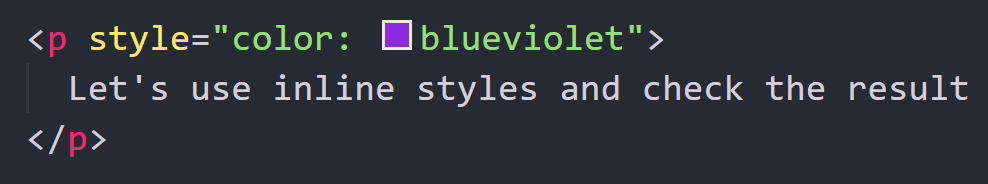 <p style="color: blueviolet">
Let's use inline styles and check the result
</p>